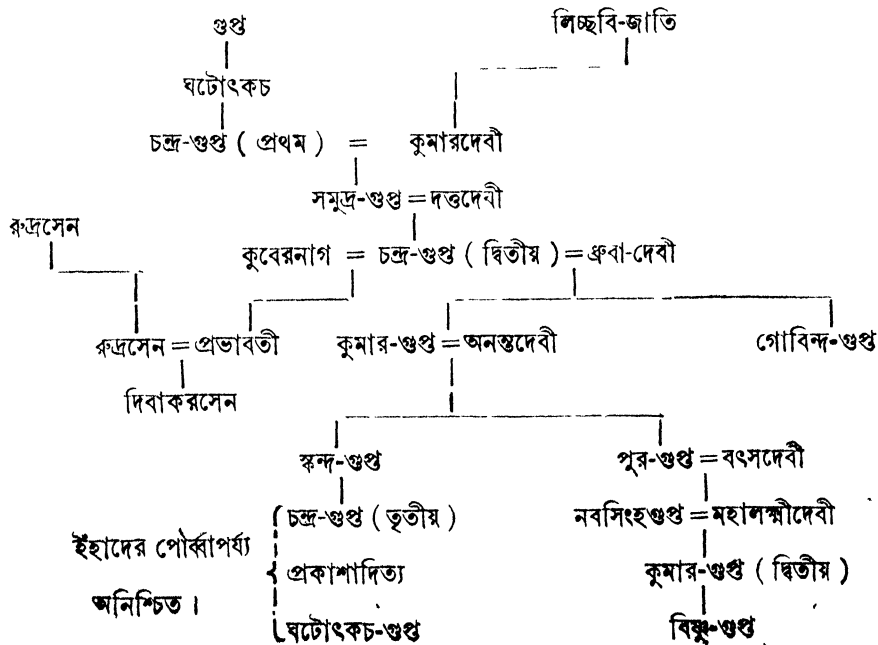 গুপ্ত লিচ্ছবি-জাতি
ঘটোৎকচ
চন্দ্র-গুপ্ত ( প্রথম ) = কুমারদেবী
সমুদ্র-গুপ্ত = দত্তদেবী
রুদ্রসেন
কুবেরনাগ = চন্দ্র-গুপ্ত ( দ্বিতীয় ) = ধ্রুবা-দেবী
রুদ্রসেন = প্রভাবতী কুমার-গুপ্ত = অনন্তদেবী গোবিন্দ-গুপ্ত
দিবাকরসেন
স্কন্দ-গুপ্ত পুর-গুপ্ত = বৎসদেবী
চন্দ্র-গুপ্ত ( তৃতীয় ) নবসিংহগুপ্ত = মহালক্ষ্মীদেবী
ইঁহাদের পৌর্ব্বাপর্য্য
প্রকাশাদিত্য কুমার-গুপ্ত ( দ্বিতীয় )
অনিশ্চিত।
ঘটোৎকচ-গুপ্ত বিষ্ণু-গুপ্ত